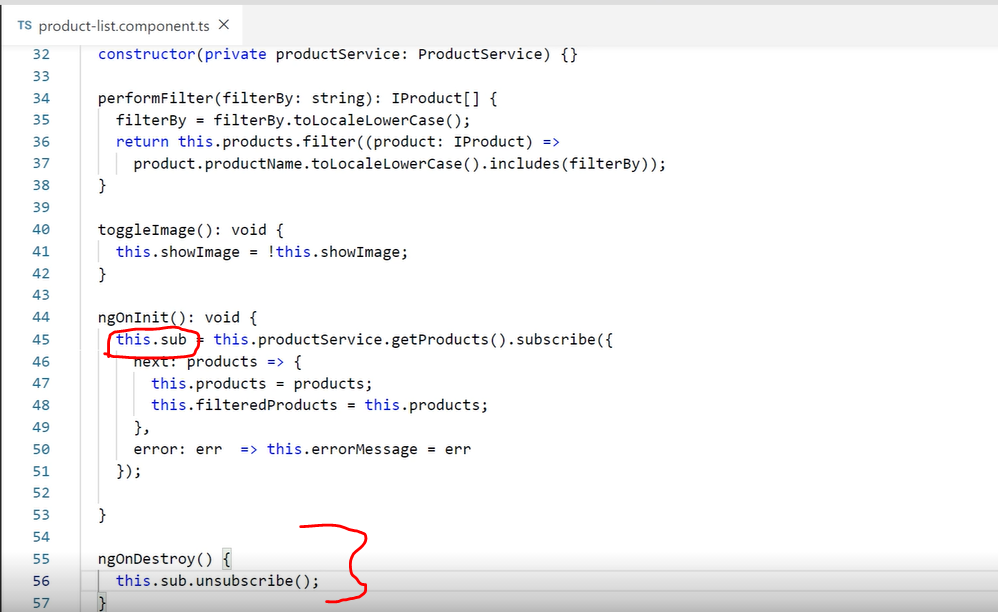 TS product-list.component.ts ×
32 constructor(private productService: ProductService) {}
33
34 performFilter(filterBy: string): IProduct[] {
35 filterBy = filterBy.toLocaleLowerCase();
36 return this.products.filter((product: IProduct) =>
37 product.productName.toLocaleLowerCase().includes(filterBy));
38 }
39
40 toggleImage(): void {
41 this.showImage = !this.showImage;
42 }
43
44 ngOnInit(): void {
45 this.sub = this.productService.getProducts().subscribe({
46 next: products => {
47 this.products = products;
48 this.filteredProducts = this.products;
49 },
50 error: err => this.errorMessage = err
51 });
52
53 }
54
55 ngOnDestroy() {
56 this.sub.unsubscribe();
57 }